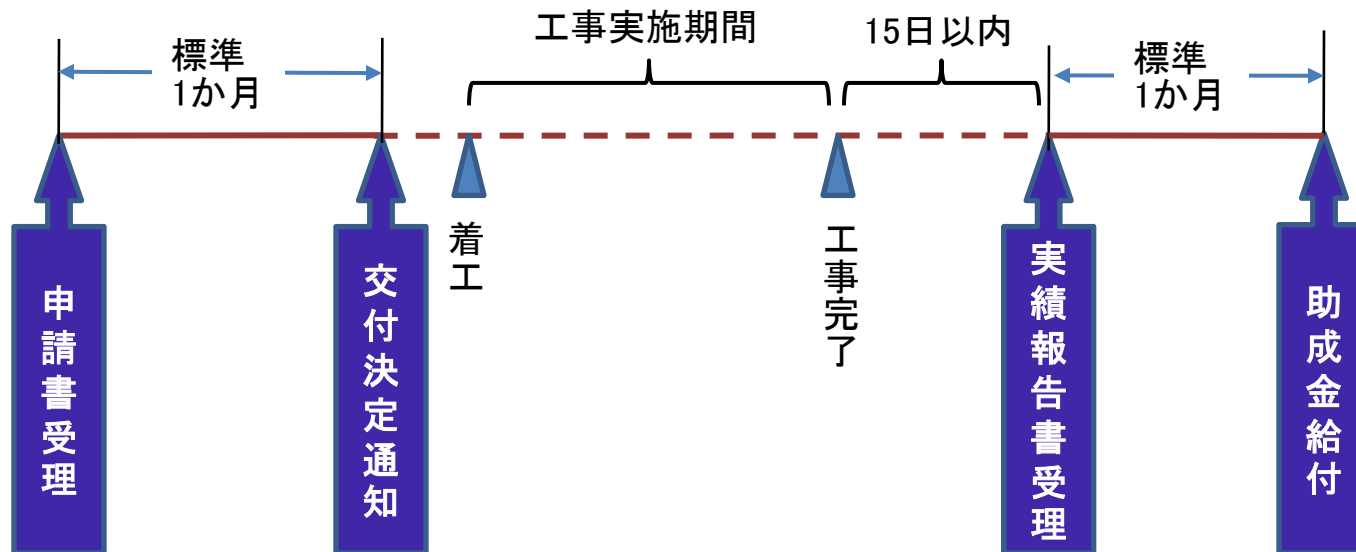 標準
1か月
工事実施期間
15日以内
標準
1か月
申請書受理
交付決定通知
着工
工事完了
実績報告書受理
助成金給付